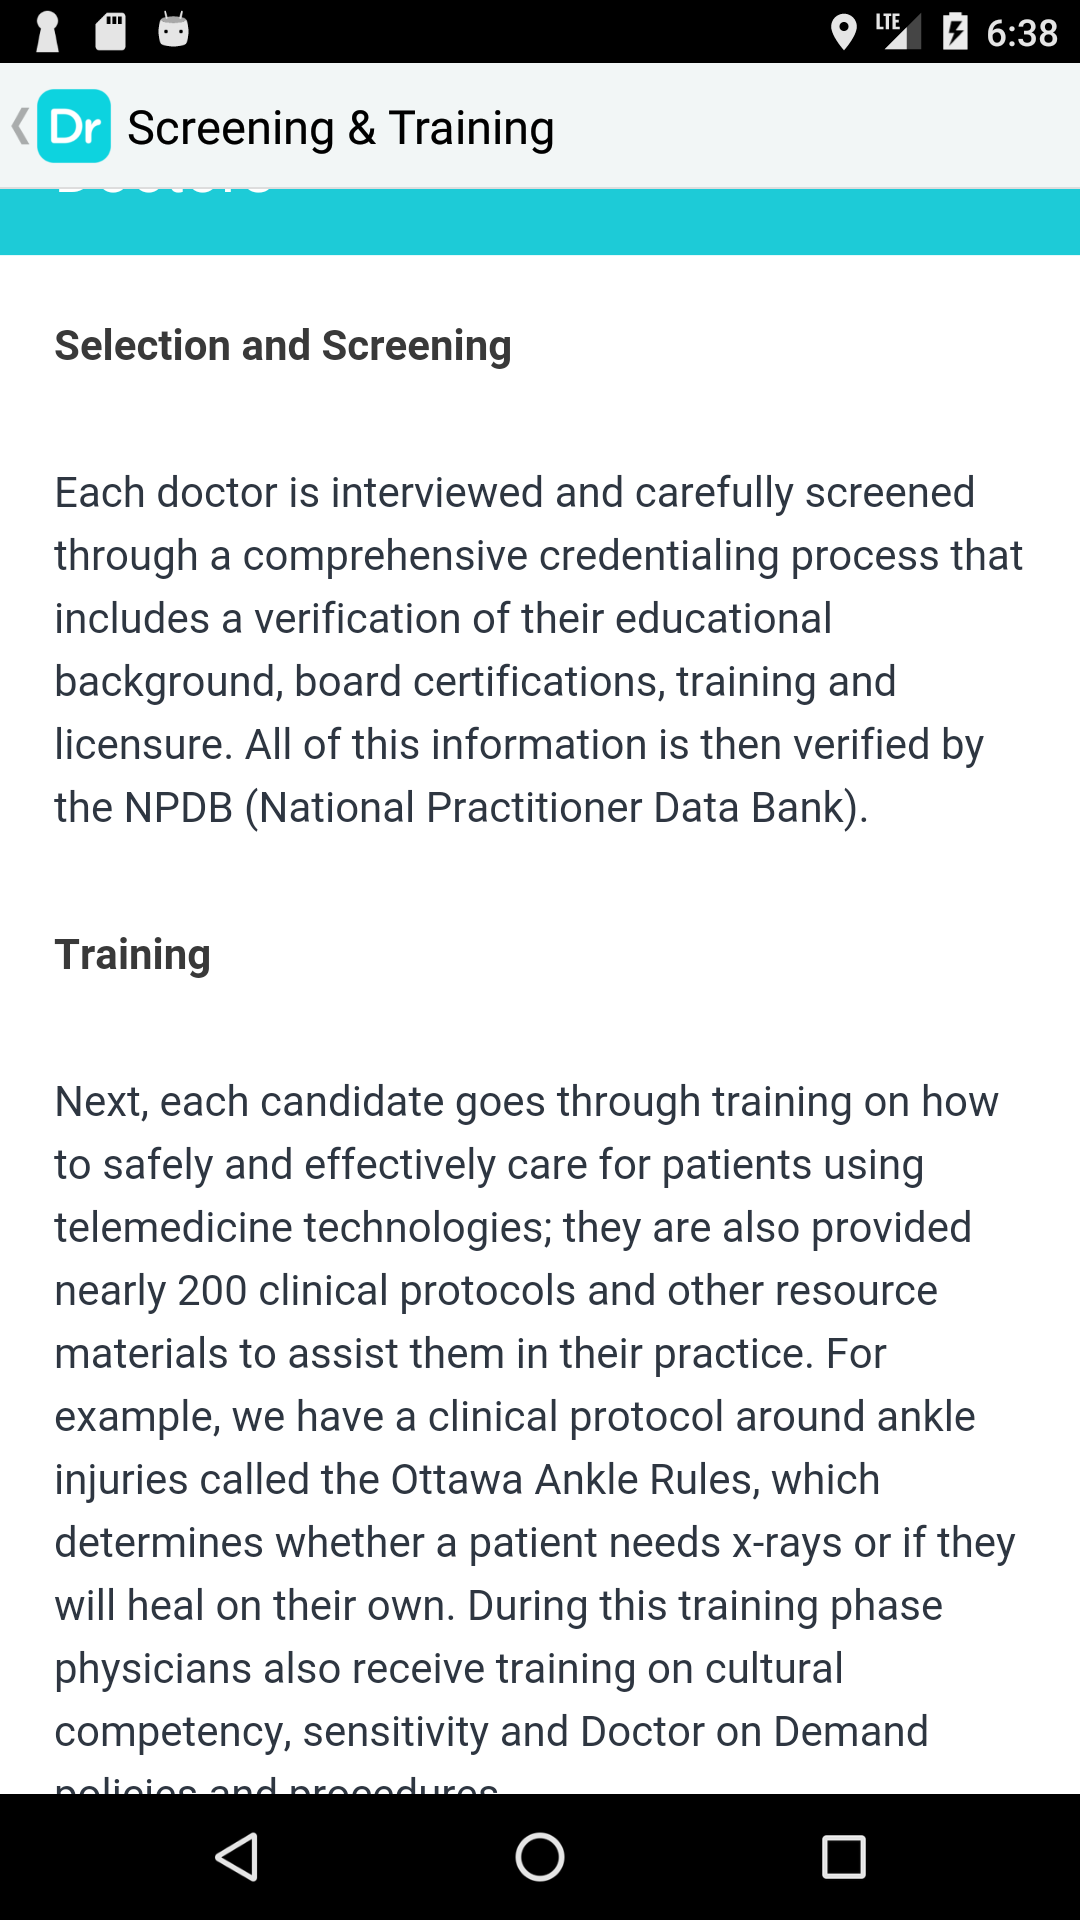 LTE 6:38
Dr Screening & Training
Doctors
Selection and Screening
Each doctor is interviewed and carefully screened
through a comprehensive credentialing process that
includes a verification of their educational
background, board certifications, training and
licensure. All of this information is then verified by
the NPDB (National Practitioner Data Bank).
Training
Next, each candidate goes through training on how
to safely and effectively care for patients using
telemedicine technologies; they are also provided
nearly 200 clinical protocols and other resource
materials to assist them in their practice. For
example, we have a clinical protocol around ankle
injuries called the Ottawa Ankle Rules, which
determines whether a patient needs x-rays or if they
will heal on their own. During this training phase
physicians also receive training on cultural
competency, sensitivity and Doctor on Demand
policies and procedures.